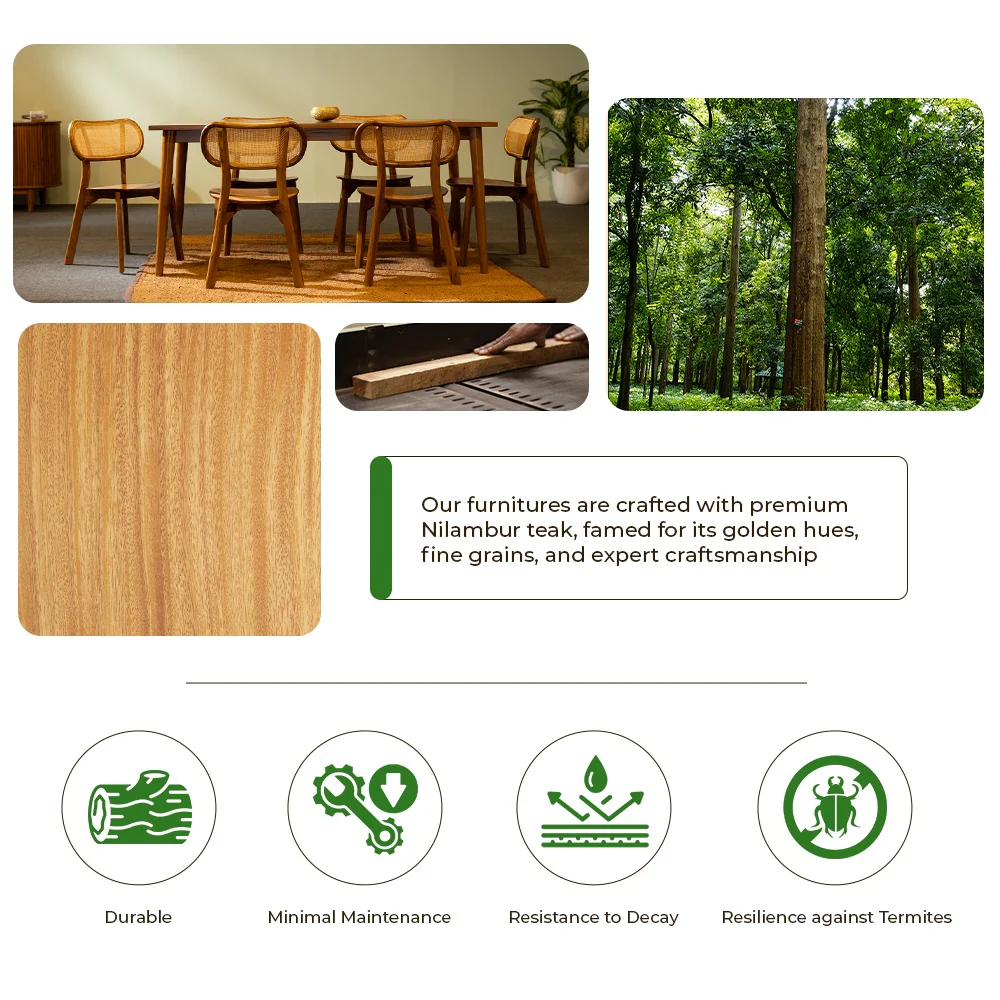 Our furnitures are crafted with premium
Nilambur teak, famed for its golden hues,
fine grains, and expert craftsmanship
Durable
Minimal Maintenance
Resistance to Decay
Resilience against Termites